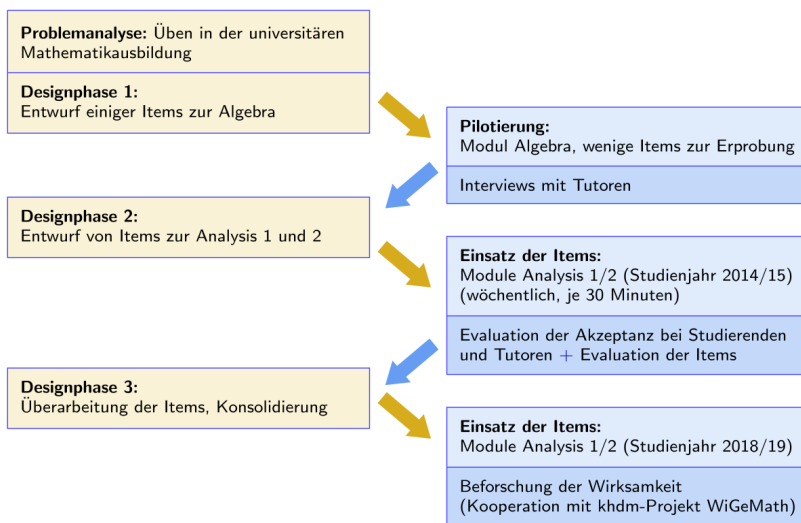 Problemanalyse: Üben in der universitären
Mathematikausbildung
Designphase 1:
Entwurf einiger Items zur Algebra
Pilotierung:
Modul Algebra, wenige Items zur Erprobung
Interviews mit Tutoren
Designphase 2:
Entwurf von Items zur Analysis 1 und 2
Einsatz der Items:
Module Analysis 1/2 (Studienjahr 2014/15)
(wöchentlich, je 30 Minuten)
Evaluation der Akzeptanz bei Studierenden
und Tutoren + Evaluation der Items
Designphase 3:
Überarbeitung der Items, Konsolidierung
Einsatz der Items:
Module Analysis 1/2 (Studienjahr 2018/19)
Beforschung der Wirksamkeit
(Kooperation mit khdm-Projekt WiGeMath)